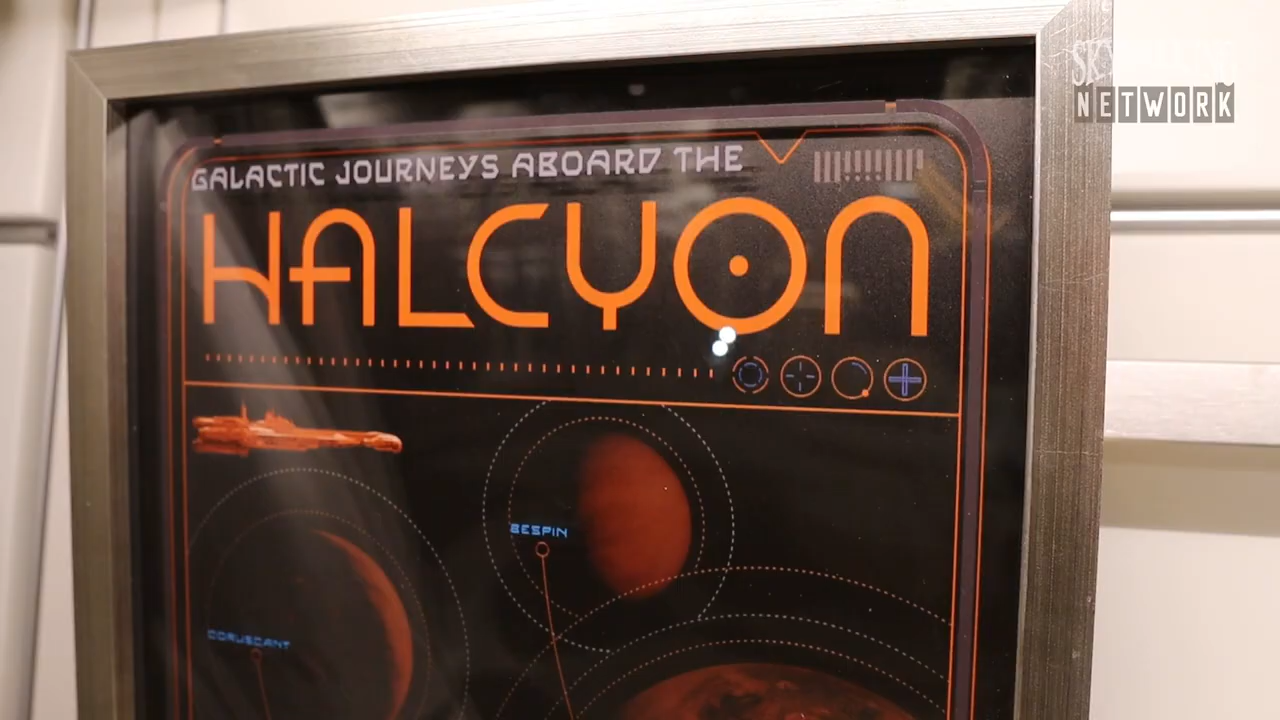 GALACTIC JOURNEYS ABOARD THE
HALCYON
BESPIN
CORUSCANT
NETWORK